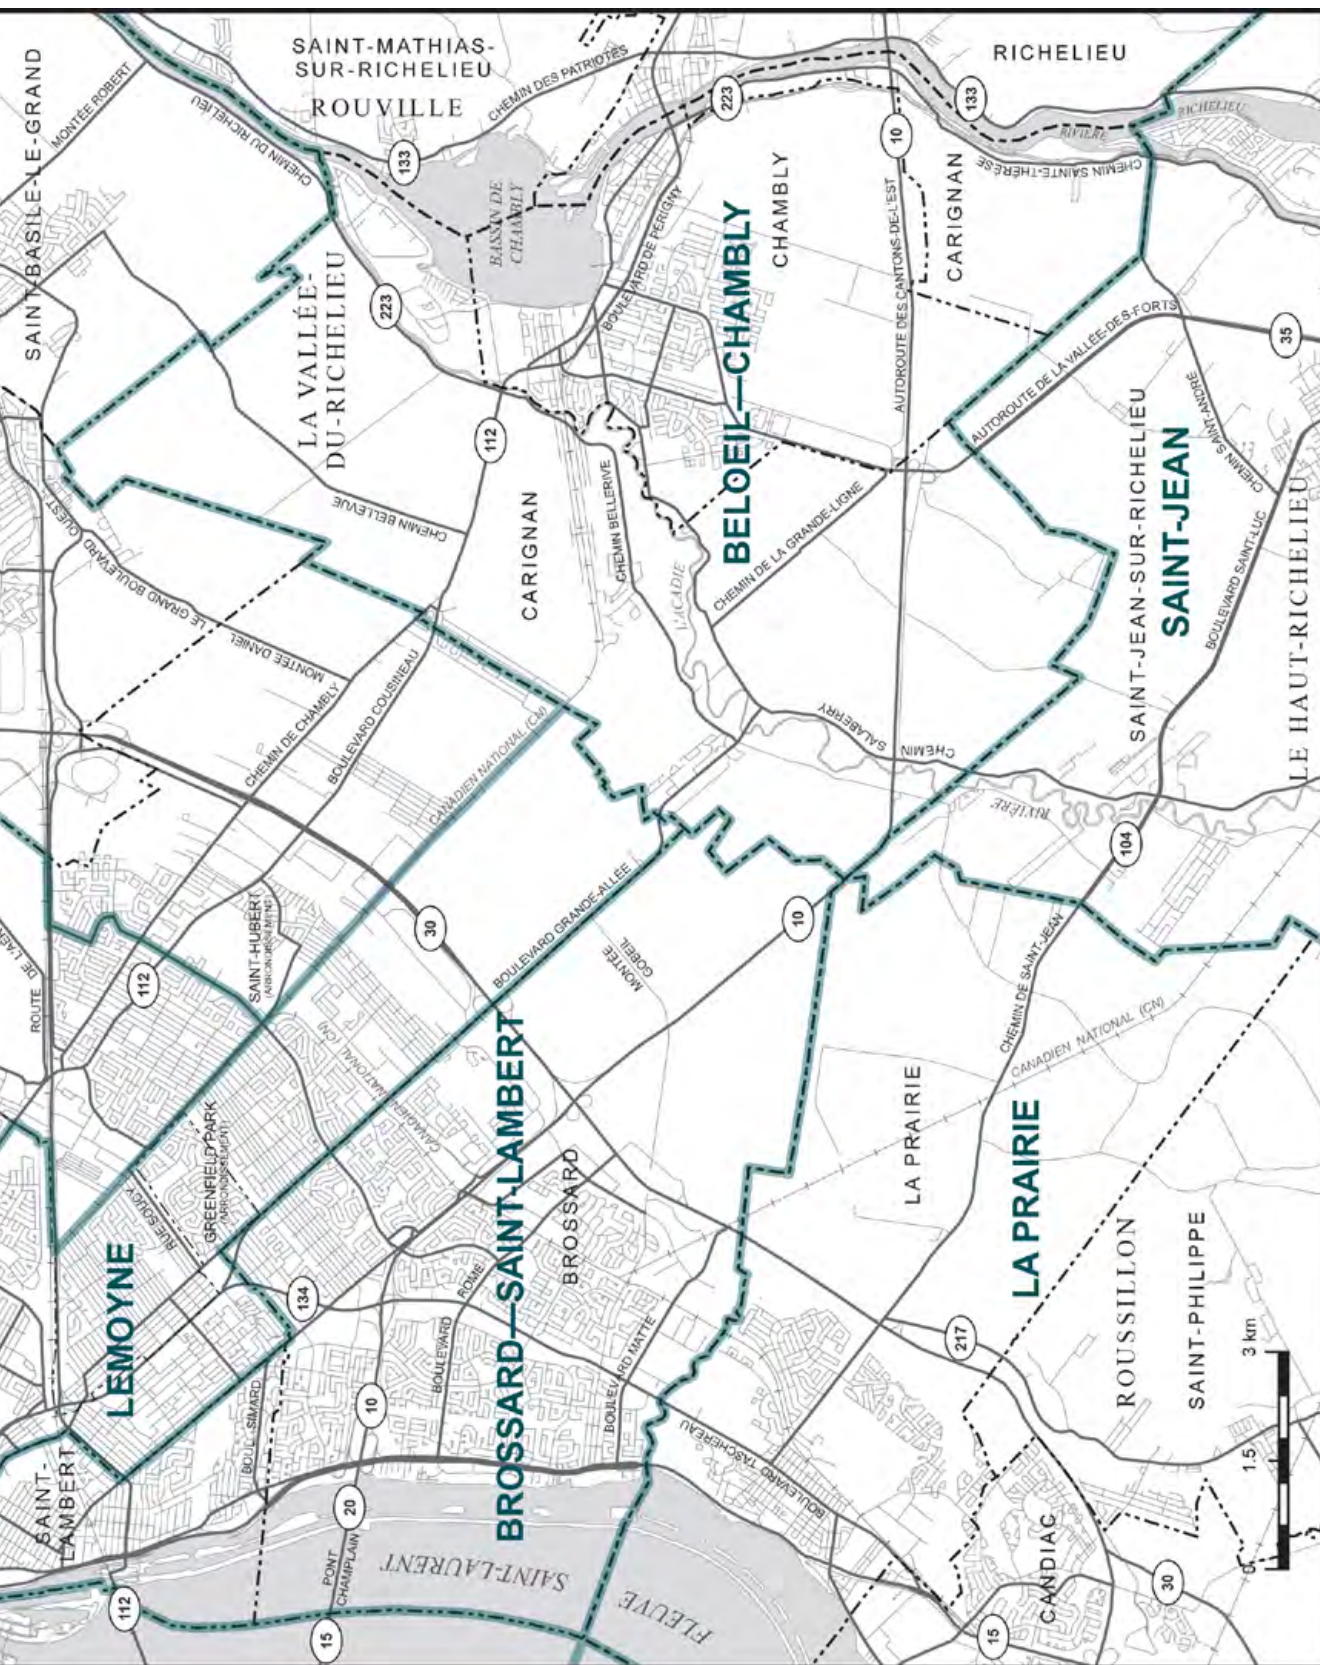 SAINT-BASILE-LE-GRAND
MONTÉE ROBERT
CHEMIN DU RICHELIEU
SAINT-MATHIAS-
SUR-RICHELIEU
ROUVILLE
CHEMIN DES PATRIOTES
133
223
133
RICHELIEU
RIVIÈRE
RICHELIEU
CHEMIN SAINTE-THÉRÈSE
10
BASSIN DE
CHAMBLY
BOULEVARD DE PÉRIGNY
CHAMBLY
CARIGNAN
AUTOROUTE DES CANTONS-DE-L'EST
LA VALLÉE-
DU-RICHELIEU
223
BELOEIL—CHAMBLY
AUTOROUTE DE LA VALLÉE-DES-FORTS
35
112
CHEMIN BELLEVUE
CARIGNAN
CHEMIN BELLERIVE
CHEMIN DE LA GRANDE-LIGNE
L'ACADIE
SAINT-JEAN-SUR-RICHELIEU
SAINT-JEAN
CHEMIN SAINT-ANDRÉ
BOULEVARD SAINT-LUC
LE HAUT-RICHELIEU
OUEST
LE GRAND BOULEVARD
MONTÉE DANIEL
CHEMIN DE CHAMBLY
BOULEVARD COUSINEAU
CANADIEN NATIONAL (CN)
SALABERRY
CHEMIN
RIVIÈRE
104
ROUTE
112
SAINT-HUBERT
(ARRONDISSEMENT)
30
BOULEVARD GRANDE-ALLÉE
MONTÉE
GOBEIL
10
CHEMIN DE SAINT-JEAN
CANADIEN NATIONAL (CN)
CANADIEN NATIONAL (CN)
GREENFIELD PARK
(ARRONDISSEMENT)
RUE SOUCY
LEMOYNE
134
BROSSARD—SAINT-LAMBERT
BROSSARD
BOULEVARD
ROME
BOULEVARD MATTE
LA PRAIRIE
LA PRAIRIE
ROUSSILLON
SAINT-PHILIPPE
217
BOUL. SIMARD
10
SAINT-
LAMBERT
20
PONT
CHAMPLAIN
SAINT-LAURENT
FLEUVE
BOULEVARD TASCHEREAU
CANDIAC
112
15
15
30
0
1.5
3 km